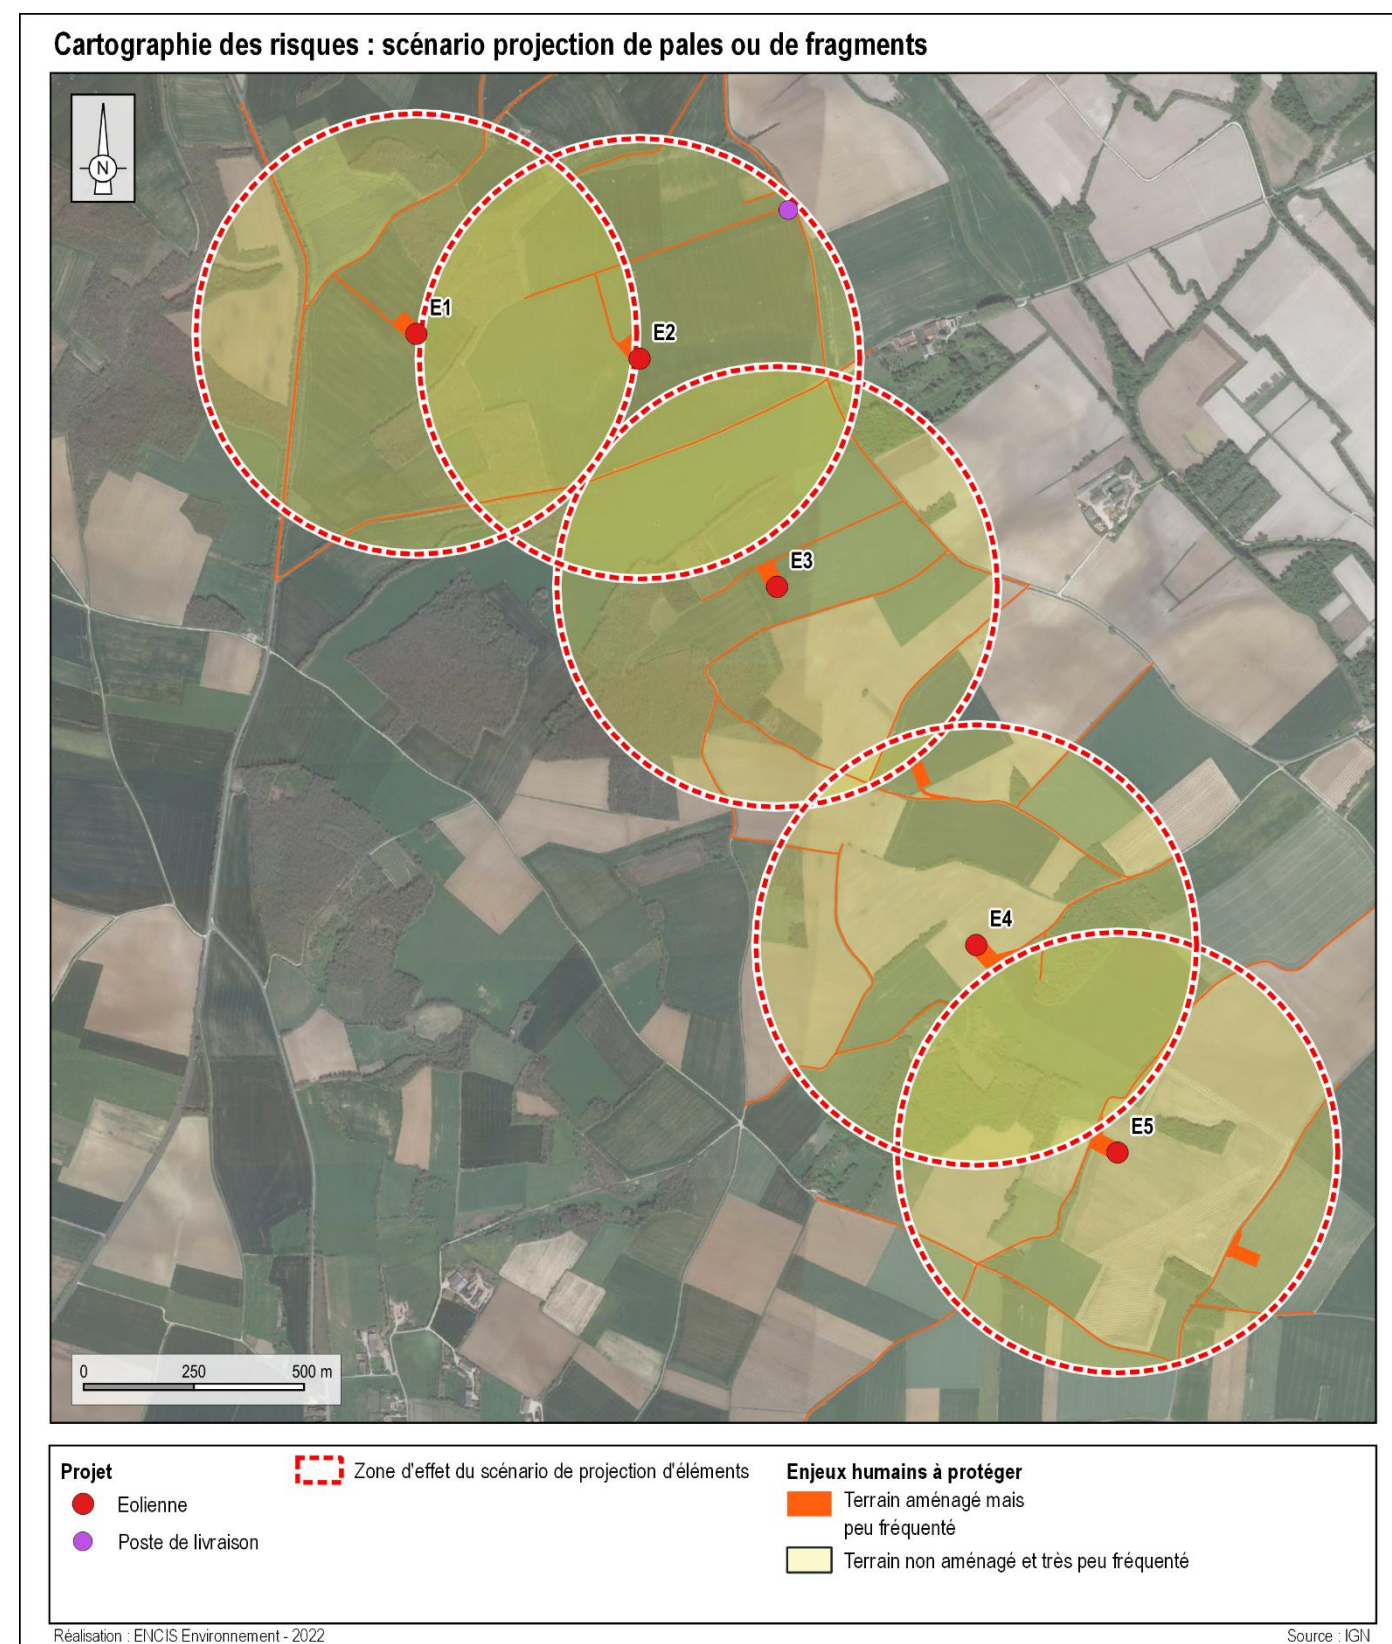 Cartographie des risques : scénario projection de pales ou de fragments
N
E1
E2
E3
E4
E5
0 250 500 m
Projet
Eolienne
Poste de livraison
Zone d'effet du scénario de projection d'éléments
Enjeux humains à protéger
Terrain aménagé mais
peu fréquenté
Terrain non aménagé et très peu fréquenté
Réalisation : ENCIS Environnement - 2022
Source : IGN